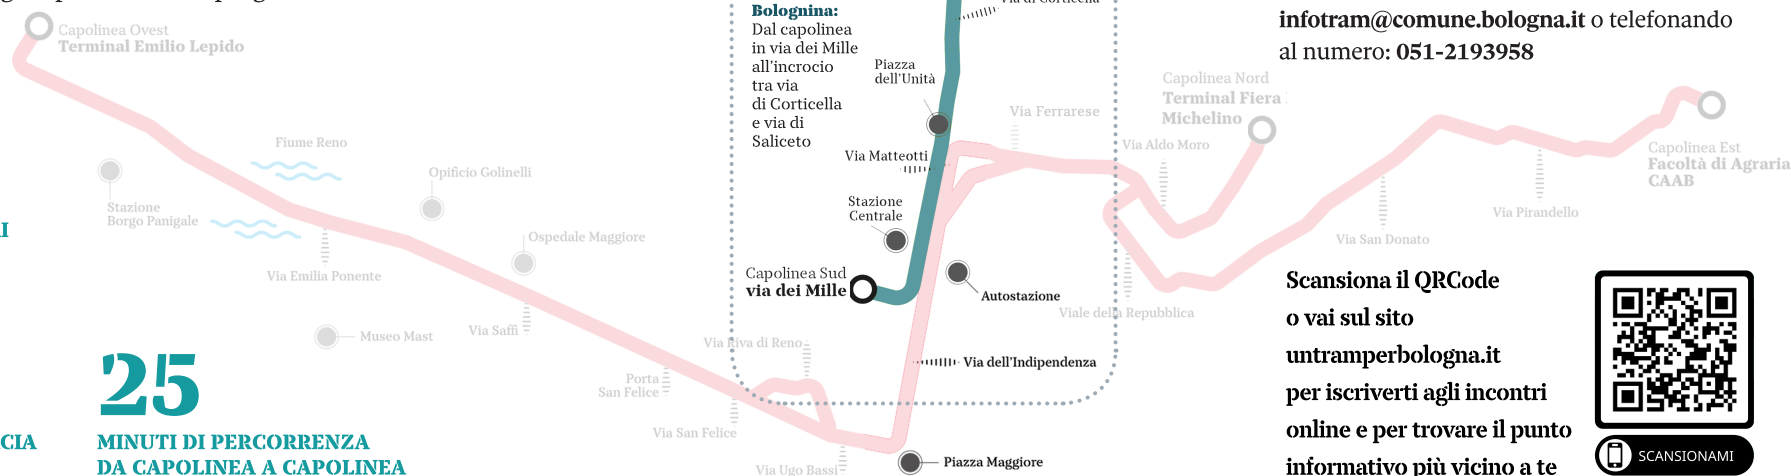 Capolinea Ovest
Terminal Emilio Lepido
Fiume Reno
Stazione
Borgo Panigale
Opificio Golinelli
Ospedale Maggiore
Via Emilia Ponente
Museo Mast
Via Saffi
Porta
San Felice
Via San Felice
Via Riva di Reno
Via Ugo Bassi
25
CIA
MINUTI DI PERCORRENZA
DA CAPOLINEA A CAPOLINEA
Bolognina:
Dal capolinea
in via dei Mille
all'incrocio
tra via
di Corticella
e via di
Saliceto
Via di Corticella
Piazza
dell'Unità
Via Matteotti
Stazione
Centrale
Capolinea Sud
via dei Mille
Autostazione
Via dell'Indipendenza
Piazza Maggiore
Via Ferrarese
Viale della Repubblica
Via Aldo Moro
Capolinea Nord
Terminal Fiera
Michelino
Via San Donato
Via Pirandello
Capolinea Est
Facoltà di Agraria
CAAB
infotram@comune.bologna.it o telefonando
al numero: 051-2193958
Scansiona il QRCode
o vai sul sito
untramperbologna.it
per iscriverti agli incontri
online e per trovare il punto
informativo più vicino a te
SCANSIONAMI